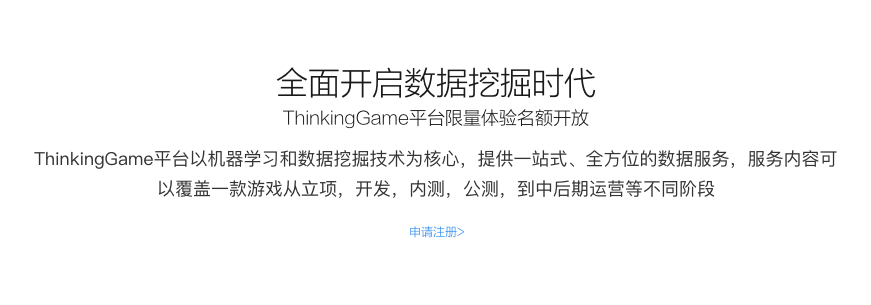 全面开启数据挖掘时代
ThinkingGame平台限量体验名额开放
ThinkingGame平台以机器学习和数据挖掘技术为核心，提供一站式、全方位的数据服务，服务内容可
以覆盖一款游戏从立项，开发，内测，公测，到中后期运营等不同阶段
申请注册>